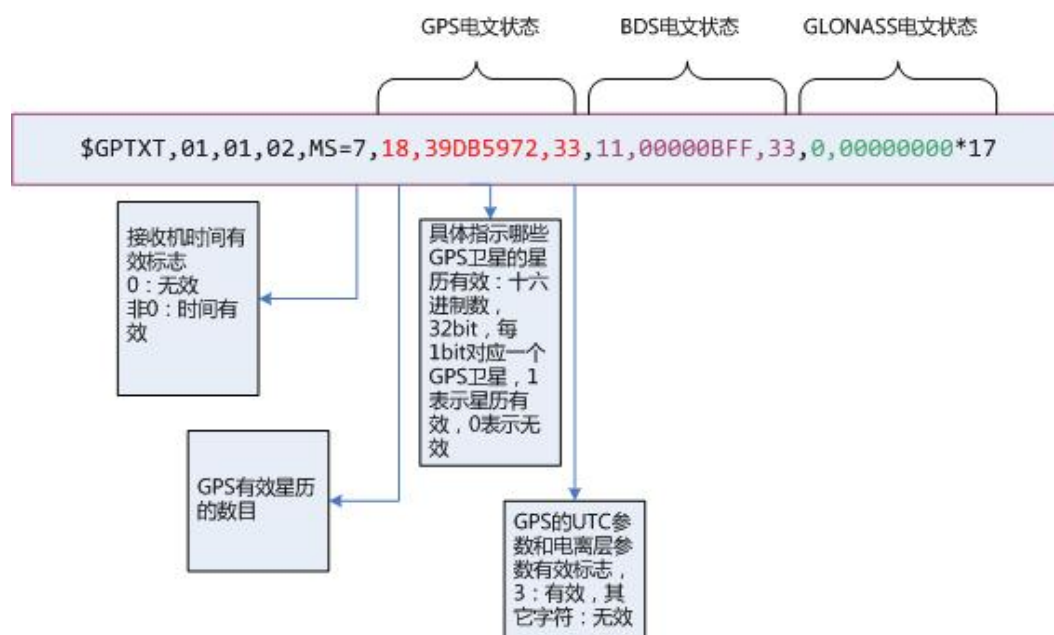 GPS电文状态 BDS电文状态 GLONASS电文状态
$GPTXT,01,01,02,MS=7,18,39DB5972,33,11,00000BFF,33,0,00000000*17
接收机时间有
效标志
0：无效
非0：时间有
效
具体指示哪些
GPS卫星的星
历有效：十六
进制数，
32bit，每
1bit对应一个
GPS卫星，1
表示星历有
效，0表示无
效
GPS有效星历
的数目
GPS的UTC参
数和电离层参
数有效标志，
3：有效，其
它字符：无效